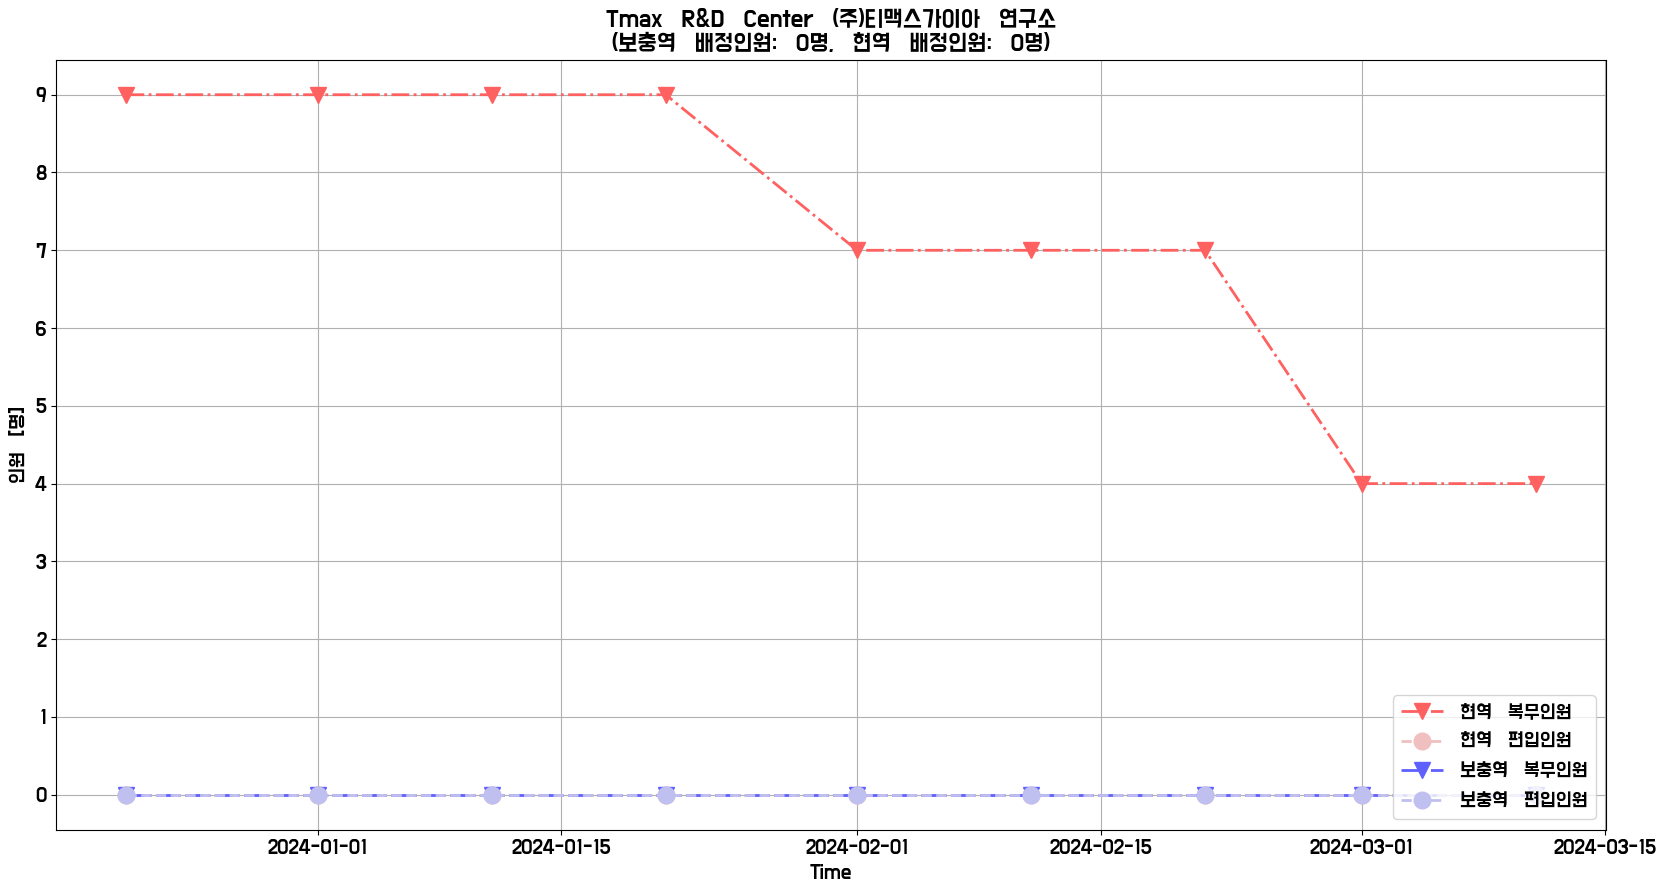 Tmax R&D Center (주)티맥스가이아 연구소
(보충역 배정인원: 0명, 현역 배정인원: 0명)
인원 [명]
9
8
7
6
5
4
3
2
1
0
현역 복무인원
현역 편입인원
보충역 복무인원
보충역 편입인원
2024-01-01 2024-01-15 2024-02-01 2024-02-15 2024-03-01 2024-03-15
Time